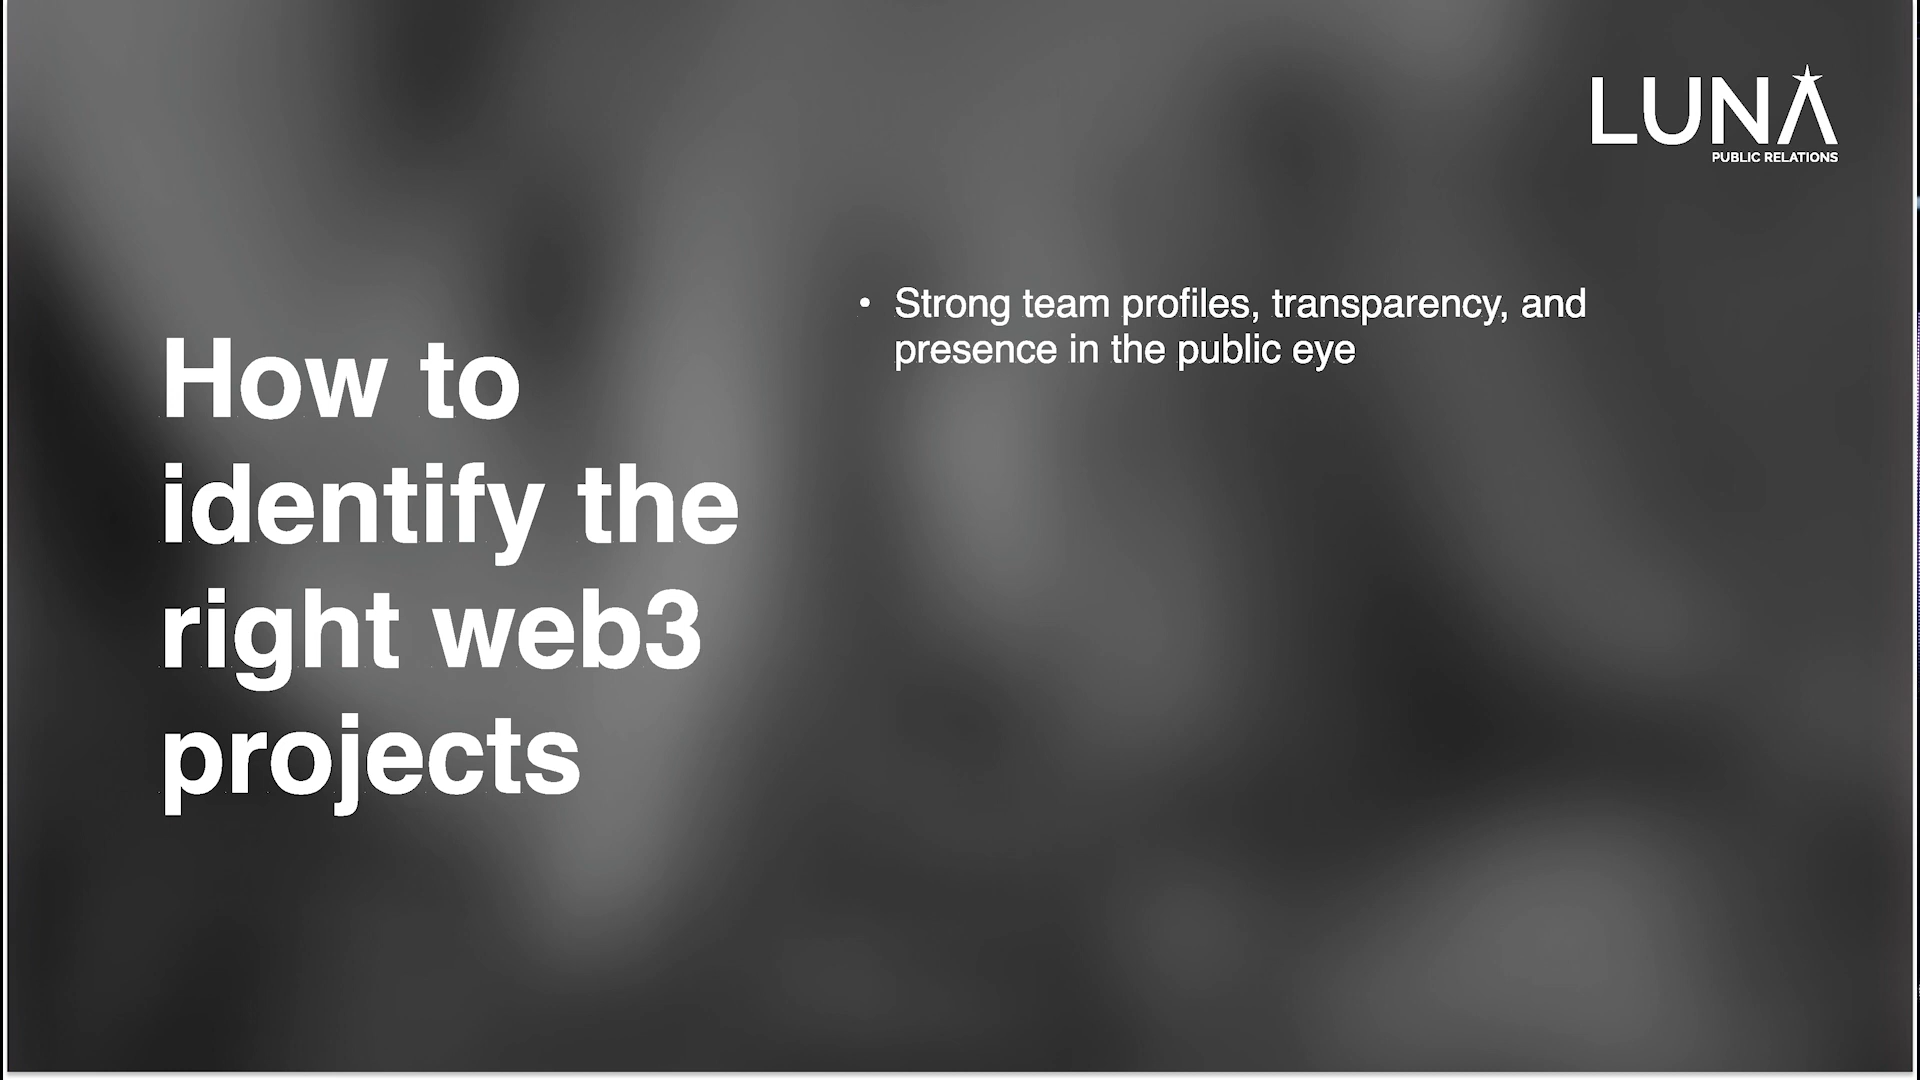 LUNA
PUBLIC RELATIONS
How to
identify the
right web3
projects
• Strong team profiles, transparency, and
presence in the public eye